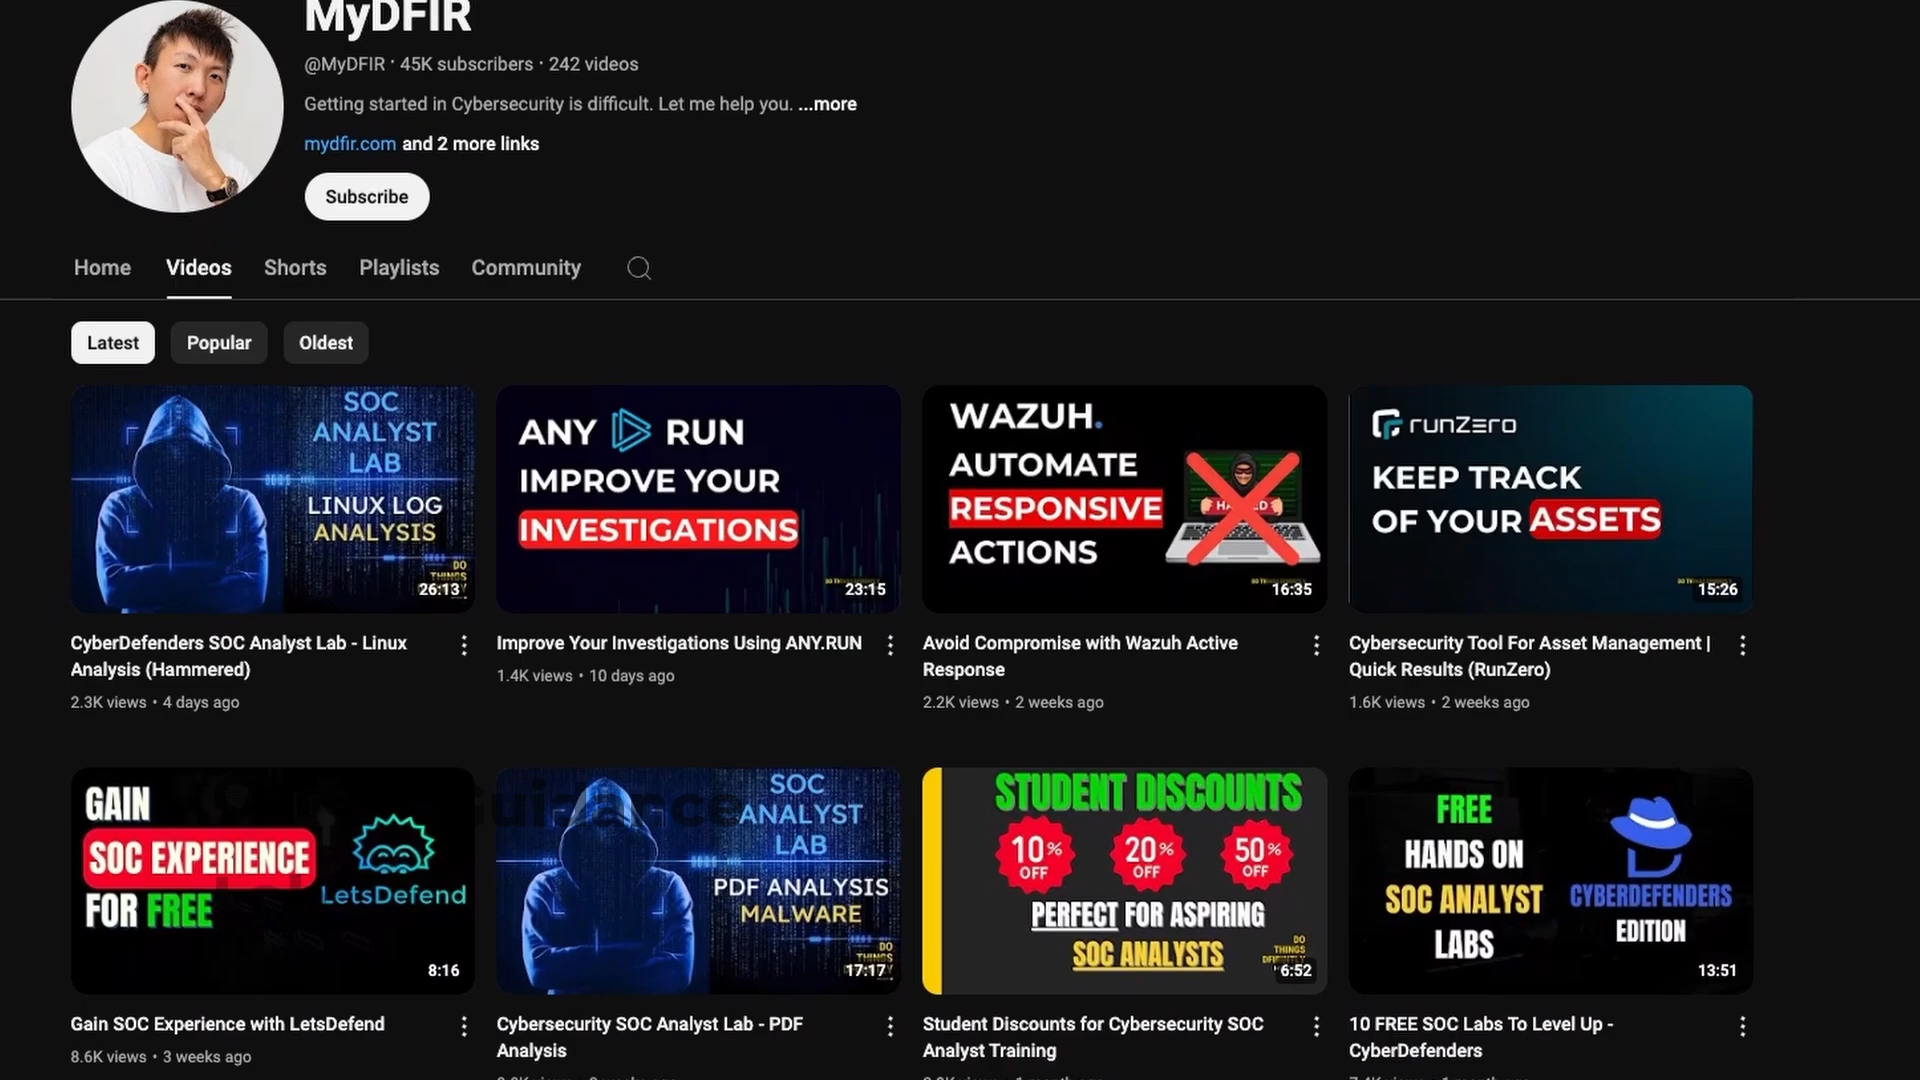 MyDFIR
@MyDFIR · 45K subscribers · 242 videos
Getting started in Cybersecurity is difficult. Let me help you. ...more
mydfir.com and 2 more links
Subscribe
Home Videos Shorts Playlists Community
Latest Popular Oldest
SOC
ANALYST
LAB
LINUX LOG
ANALYSIS
DO
THINGS
26:13
ANY RUN
IMPROVE YOUR
INVESTIGATIONS
23:15
WAZUH.
AUTOMATE
RESPONSIVE
ACTIONS
16:35
runZero
KEEP TRACK
OF YOUR ASSETS
15:26
CyberDefenders SOC Analyst Lab - Linux
Analysis (Hammered)
2.3K views • 4 days ago
Improve Your Investigations Using ANY.RUN
1.4K views • 10 days ago
Avoid Compromise with Wazuh Active
Response
2.2K views • 2 weeks ago
Cybersecurity Tool For Asset Management |
Quick Results (RunZero)
1.6K views • 2 weeks ago
GAIN
SOC EXPERIENCE
FOR FREE
LetsDefend
8:16
Guidance
SOC
ANALYST
LAB
PDF ANALYSIS
MALWARE
DO
THINGS
17:17
STUDENT DISCOUNTS
10% OFF
20% OFF
50% OFF
PERFECT FOR ASPIRING
SOC ANALYSTS
DO
THINGS
6:52
FREE
HANDS ON
SOC ANALYST
LABS
CYBERDEFENDERS
EDITION
13:51
Gain SOC Experience with LetsDefend
8.6K views • 3 weeks ago
Cybersecurity SOC Analyst Lab - PDF
Analysis
Student Discounts for Cybersecurity SOC
Analyst Training
10 FREE SOC Labs To Level Up -
CyberDefenders